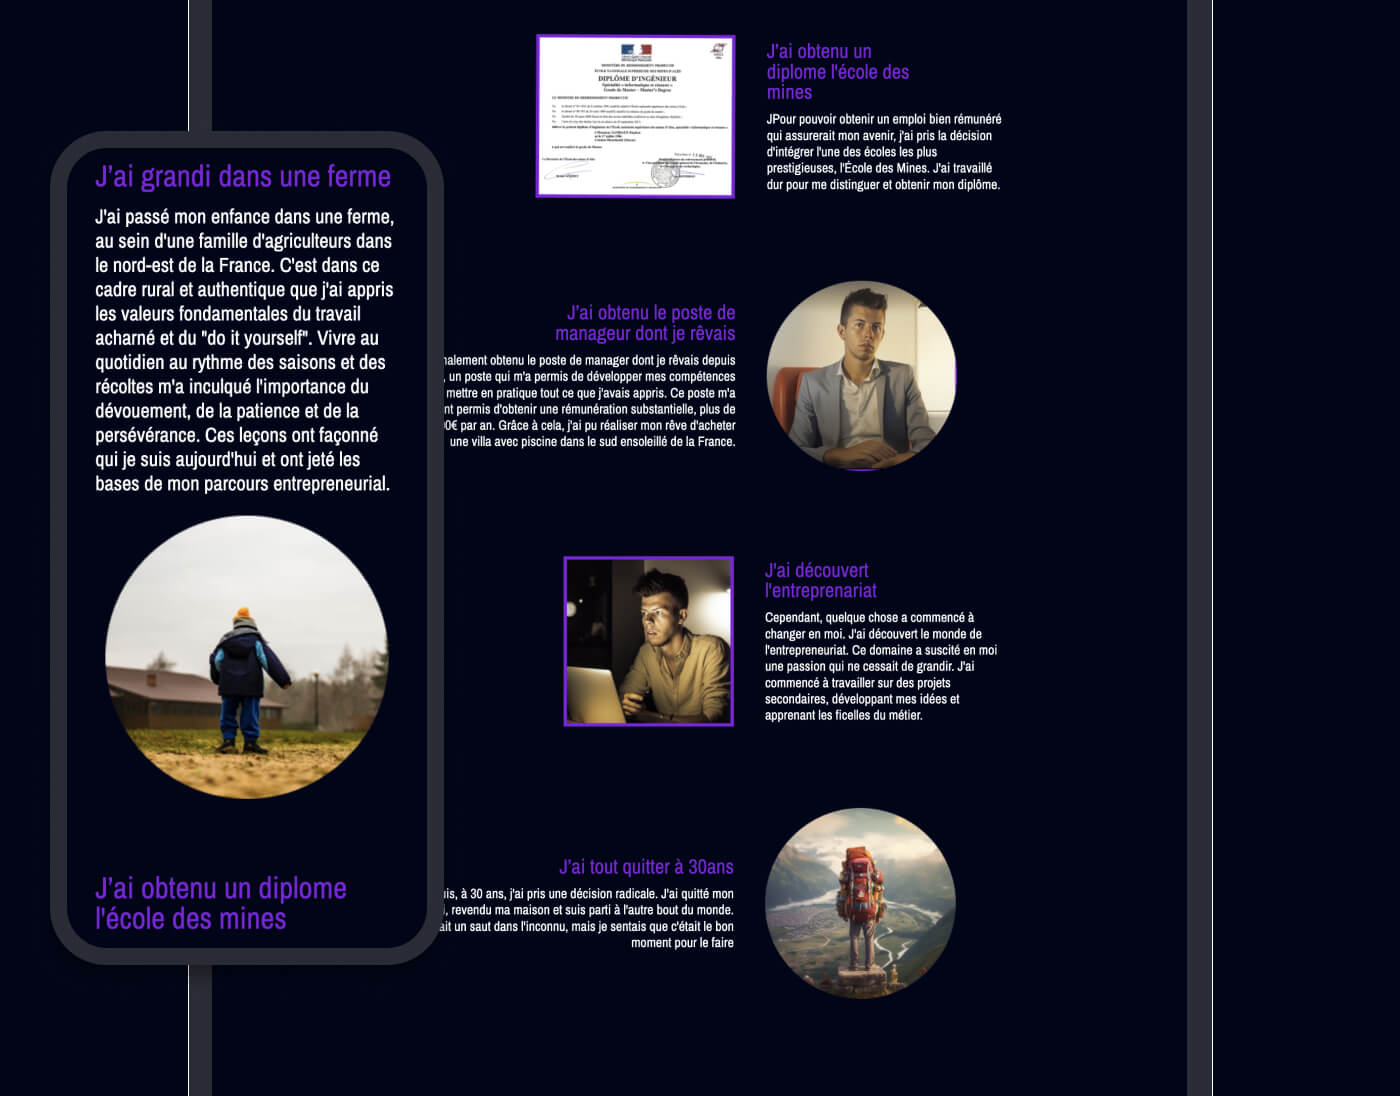 J'ai grandi dans une ferme
J'ai passé mon enfance dans une ferme,
au sein d'une famille d'agriculteurs dans
le nord-est de la France. C'est dans ce
cadre rural et authentique que j'ai appris
les valeurs fondamentales du travail
acharné et du "do it yourself". Vivre au
quotidien au rythme des saisons et des
récoltes m'a inculqué l'importance du
dévouement, de la patience et de la
persévérance. Ces leçons ont façonné
qui je suis aujourd'hui et ont jeté les
bases de mon parcours entrepreneurial.
J'ai obtenu un diplome
l'école des mines
DIPLÔME D'INGÉNIEUR
Spécialité « informatique et réseaux »
Grade de Master - Master's Degree
J'ai obtenu un
diplome l'école des
mines
JPour pouvoir obtenir un emploi bien rémunéré
qui assurerait mon avenir, j'ai pris la décision
d'intégrer l'une des écoles les plus
prestigieuses, l'École des Mines. J'ai travaillé
dur pour me distinguer et obtenir mon diplôme.
J'ai obtenu le poste de
manageur dont je rêvais
nalement obtenu le poste de manager dont je rêvais depuis
, un poste qui m'a permis de développer mes compétences
mettre en pratique tout ce que j'avais appris. Ce poste m'a
nt permis d'obtenir une rémunération substantielle, plus de
0€ par an. Grâce à cela, j'ai pu réaliser mon rêve d'acheter
une villa avec piscine dans le sud ensoleillé de la France.
J'ai découvert
l'entreprenariat
Cependant, quelque chose a commencé à
changer en moi. J'ai découvert le monde de
l'entrepreneuriat. Ce domaine a suscité en moi
une passion qui ne cessait de grandir. J'ai
commencé à travailler sur des projets
secondaires, développant mes idées et
apprenant les ficelles du métier.
J'ai tout quitter à 30ans
uis, à 30 ans, j'ai pris une décision radicale. J'ai quitté mon
, revendu ma maison et suis parti à l'autre bout du monde.
ait un saut dans l'inconnu, mais je sentais que c'était le bon
moment pour le faire